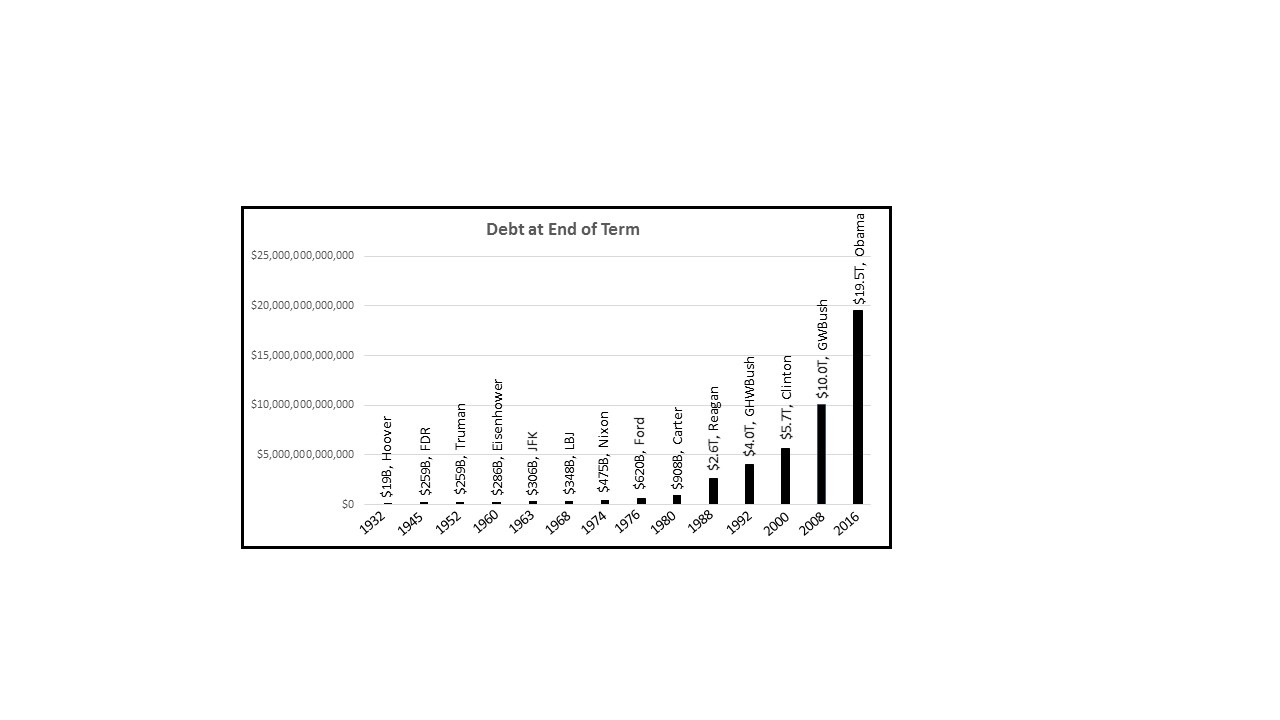 Debt at End of Term
$25,000,000,000,000
$20,000,000,000,000
$15,000,000,000,000
$10,000,000,000,000
$5,000,000,000,000
$0
$19B, Hoover
$259B, FDR
$259B, Truman
$286B, Eisenhower
$306B, JFK
$348B, LBJ
$475B, Nixon
$620B, Ford
$908B, Carter
$2.6T, Reagan
$4.0T, GHWBush
$5.7T, Clinton
$10.0T, GWBush
$19.5T, Obama
1932
1945
1952
1960
1963
1968
1974
1976
1980
1988
1992
2000
2008
2016